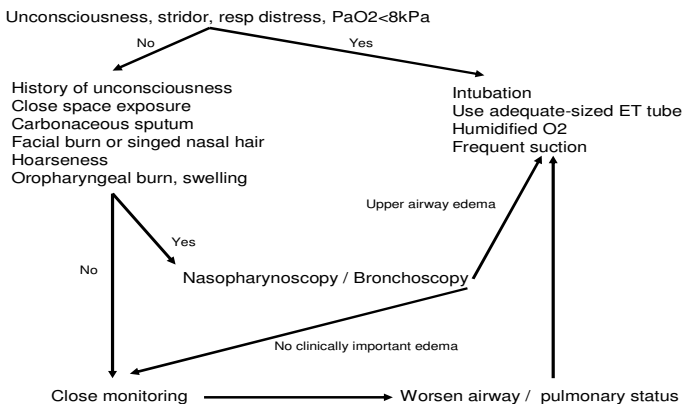 Unconsciousness, stridor, resp distress, PaO2<8kPa
No
Yes
History of unconsciousness
Close space exposure
Carbonaceous sputum
Facial burn or singed nasal hair
Hoarseness
Oropharyngeal burn, swelling
Intubation
Use adequate-sized ET tube
Humidified O2
Frequent suction
Upper airway edema
Yes
No
Nasopharynoscopy / Bronchoscopy
No clinically important edema
Close monitoring
Worsen airway / pulmonary status